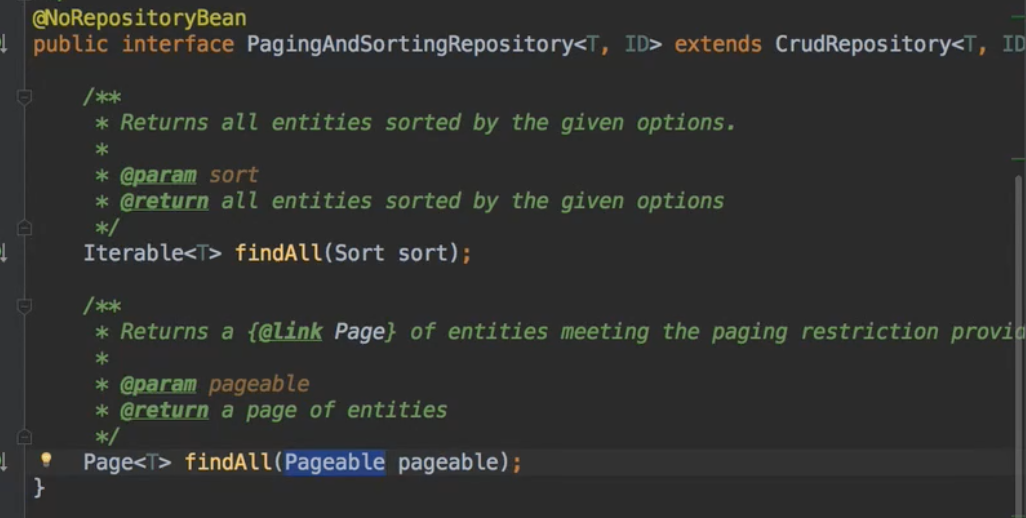 @NoRepositoryBean
public interface PagingAndSortingRepository<T, ID> extends CrudRepository<T, ID
/**
* Returns all entities sorted by the given options.
*
* @param sort
* @return all entities sorted by the given options
*/
Iterable<T> findAll(Sort sort);
/**
* Returns a {@link Page} of entities meeting the paging restriction provid
*
* @param pageable
* @return a page of entities
*/
Page<T> findAll(Pageable pageable);
}